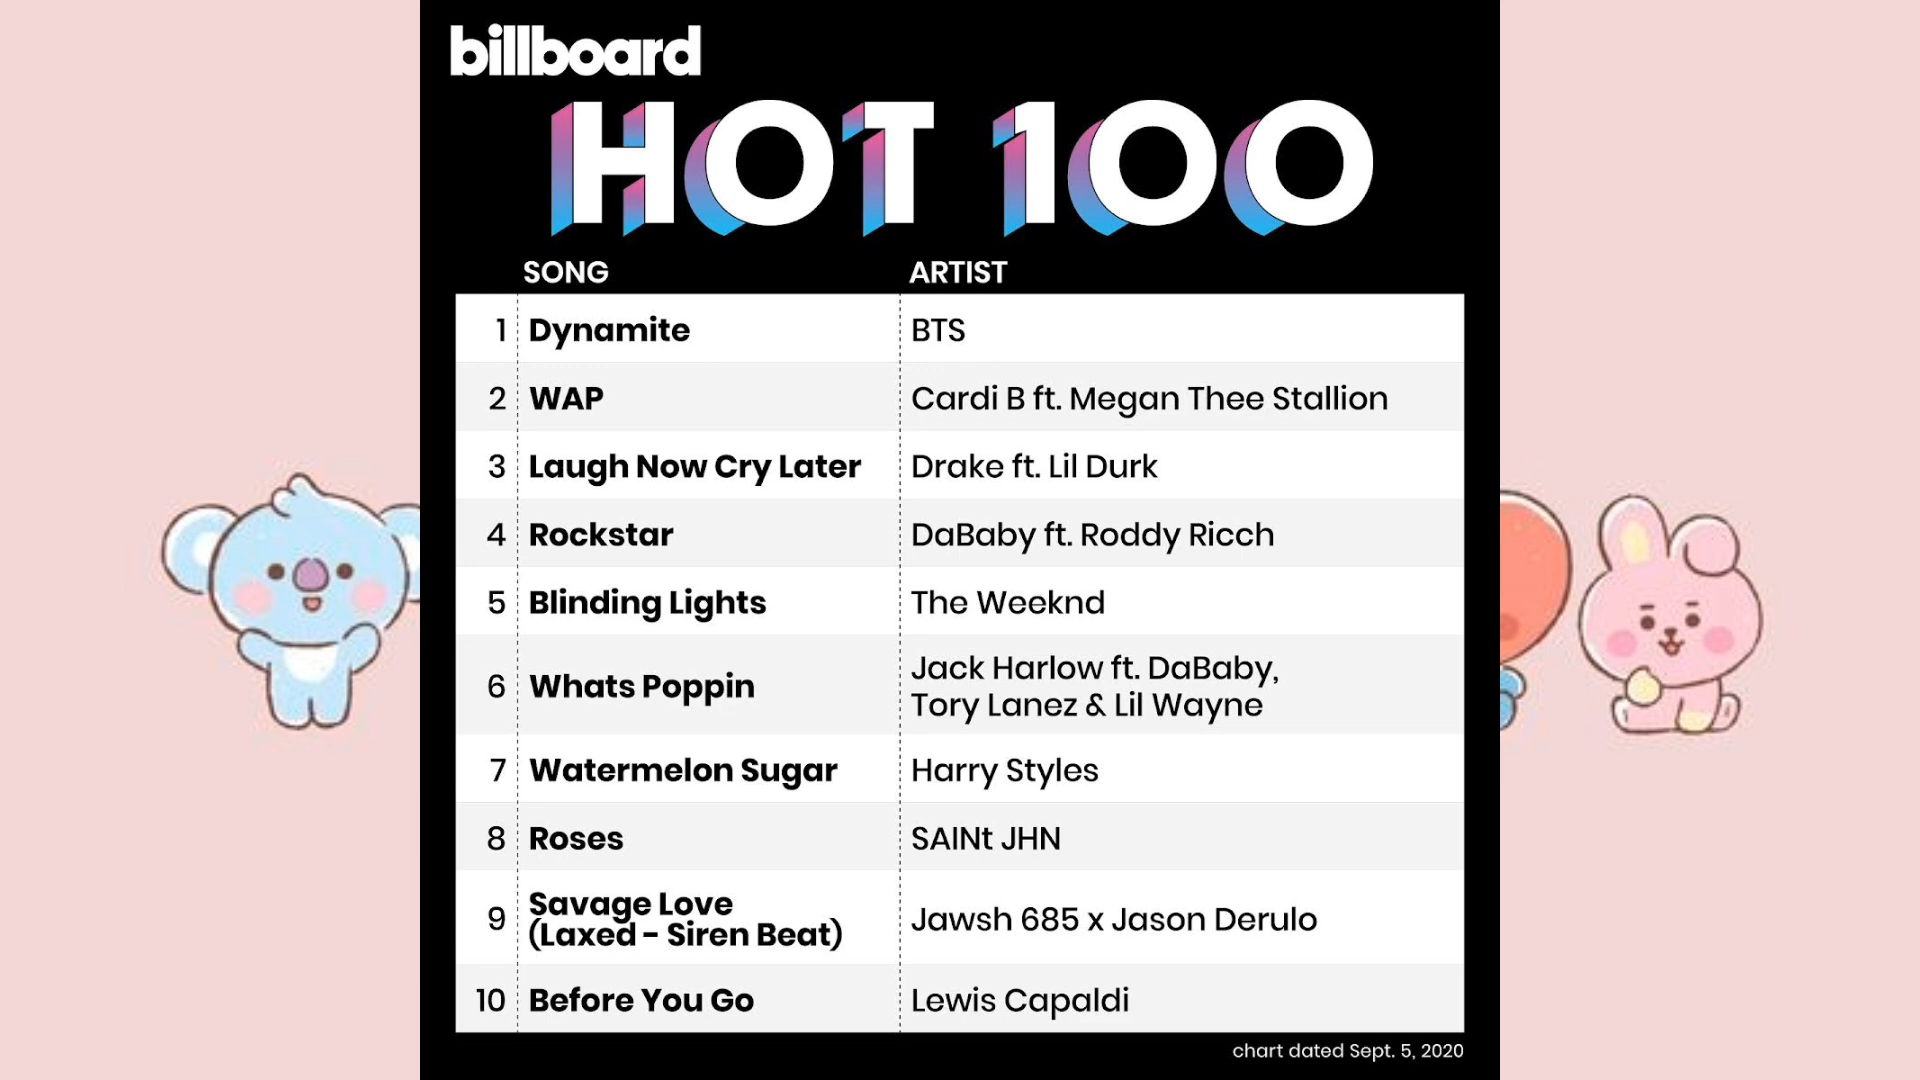 billboard
HOT 100
SONG ARTIST
1 Dynamite BTS
2 WAP Cardi B ft. Megan Thee Stallion
3 Laugh Now Cry Later Drake ft. Lil Durk
4 Rockstar DaBaby ft. Roddy Ricch
5 Blinding Lights The Weeknd
6 Whats Poppin Jack Harlow ft. DaBaby,
Tory Lanez & Lil Wayne
7 Watermelon Sugar Harry Styles
8 Roses SAINt JHN
9 Savage Love
(Laxed - Siren Beat) Jawsh 685 x Jason Derulo
10 Before You Go Lewis Capaldi
chart dated Sept. 5, 2020